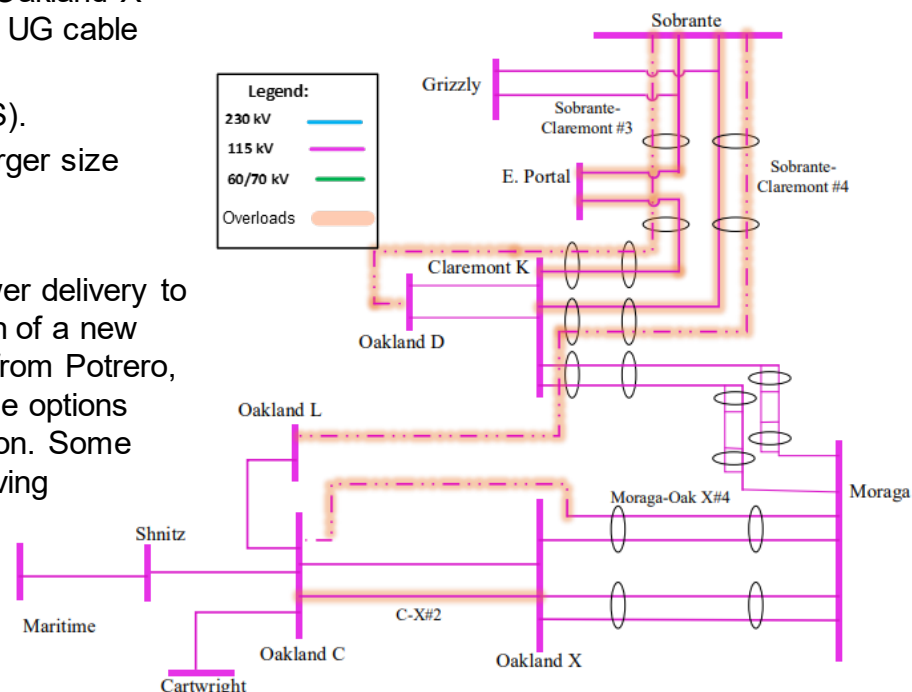 Oakland X
UG cable
S).
rger size
ver delivery to
n of a new
from Potrero,
e options
on. Some
ving
Legend:
230 kV
115 kV
60/70 kV
Overloads
Sobrante
Grizzly
Sobrante-
Claremont #3
E. Portal
Sobrante-
Claremont #4
Claremont K
Oakland D
Oakland L
Moraga-Oak X#4
Moraga
Shnitz
Maritime
C-X#2
Oakland C
Oakland X
Cartwright